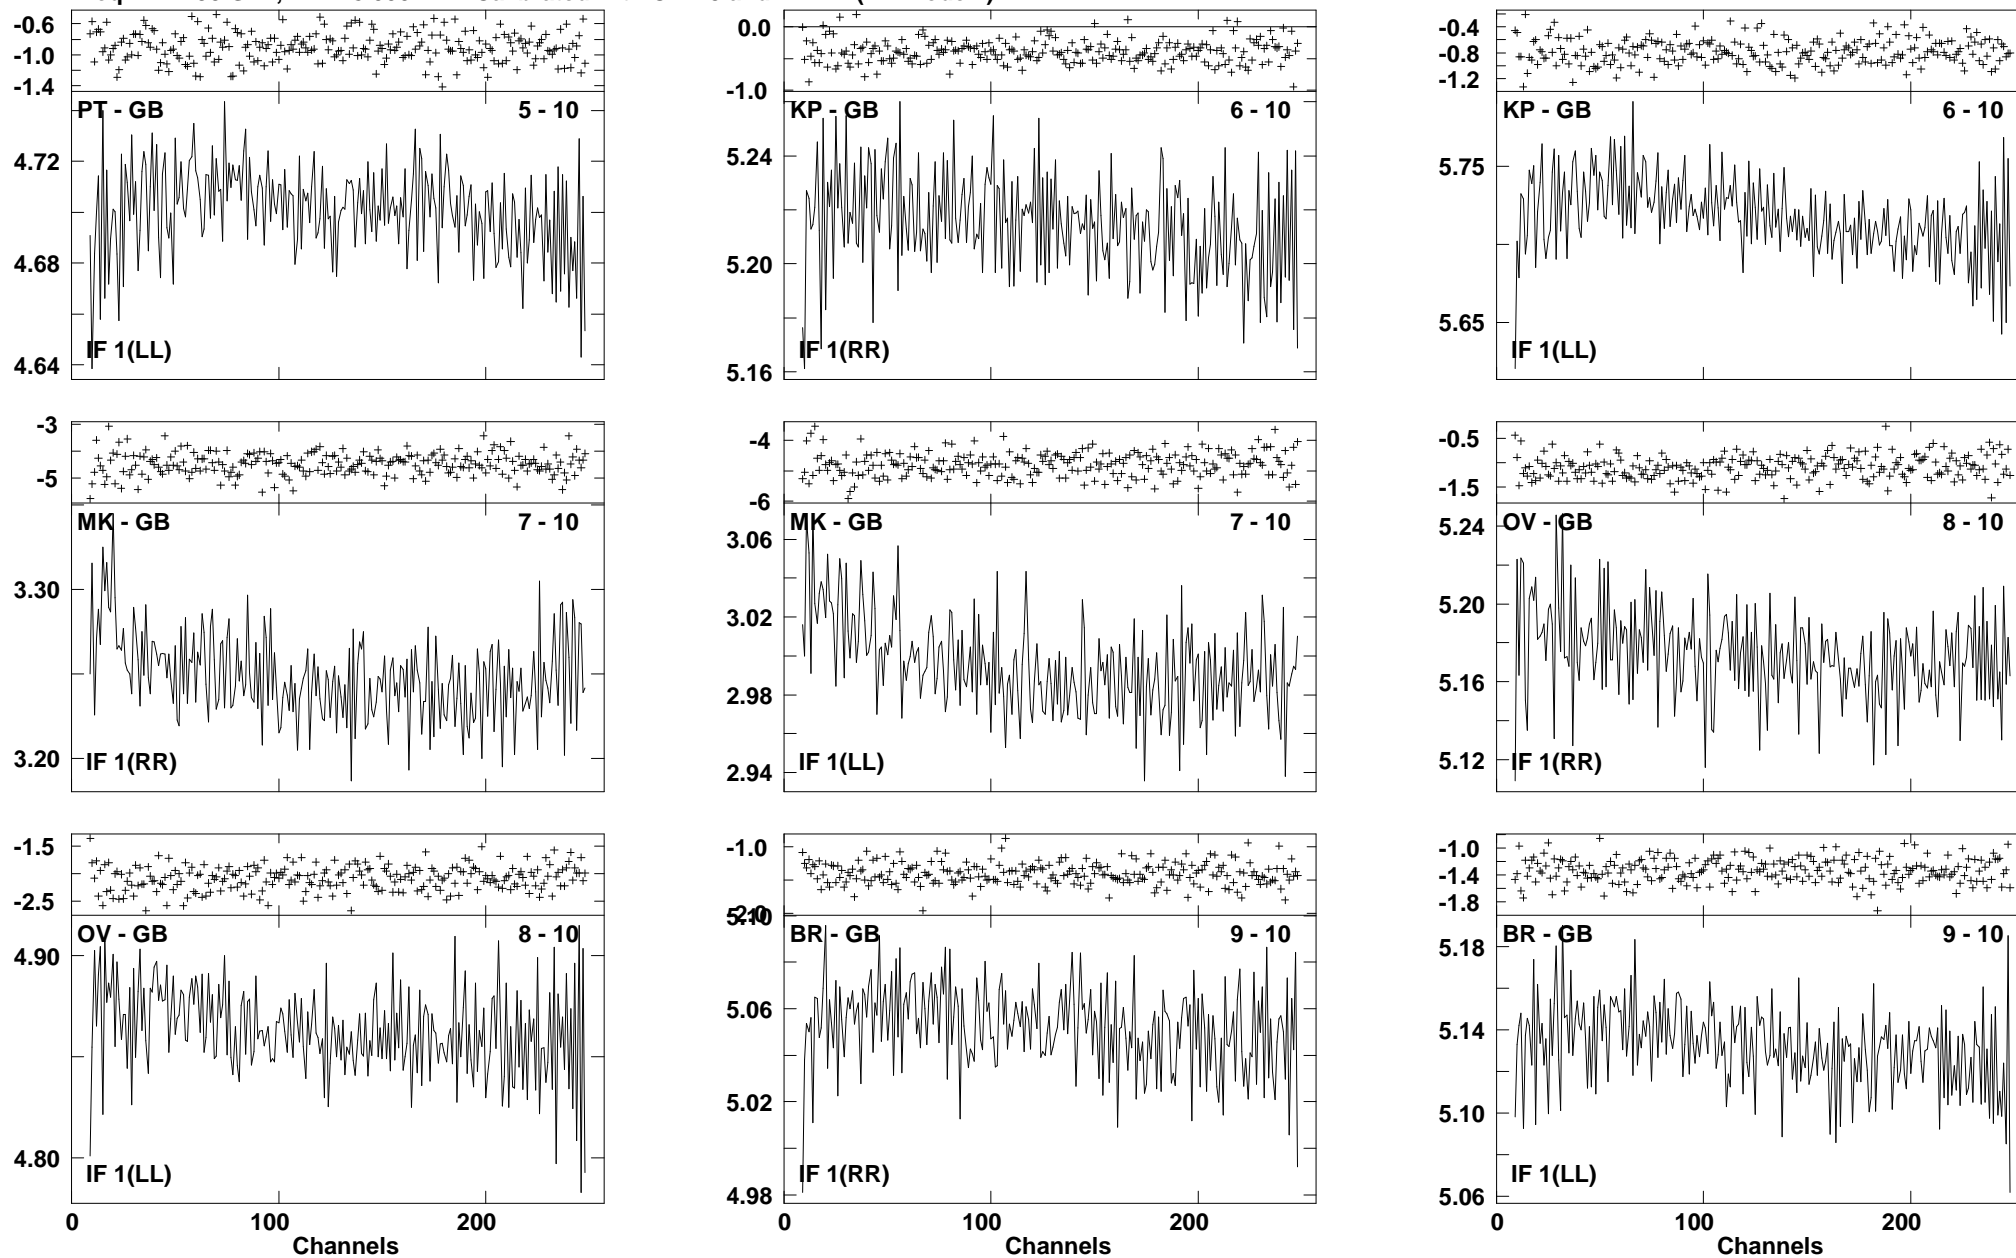 -0.6
-1.0
-1.4
PT - GB 5 - 10
4.72
4.68
4.64
IF 1(LL)
0.0
-1.0
KP - GB 6 - 10
5.24
5.20
5.16
IF 1(RR)
-0.4
-0.8
-1.2
KP - GB 6 - 10
5.75
5.65
IF 1(LL)
-3
-5
MK - GB 7 - 10
3.30
3.20
IF 1(RR)
-4
-6
MK - GB 7 - 10
3.06
3.02
2.98
2.94
IF 1(LL)
-0.5
-1.5
OV - GB 8 - 10
5.24
5.20
5.16
5.12
IF 1(RR)
-1.5
-2.5
OV - GB 8 - 10
4.90
4.80
IF 1(LL)
0 100 200
Channels
-1.0
-2.0
5.10
BR - GB 9 - 10
5.06
5.02
4.98
IF 1(RR)
0 100 200
Channels
-1.0
-1.4
-1.8
BR - GB 9 - 10
5.18
5.14
5.10
5.06
IF 1(LL)
0 100 200
Channels